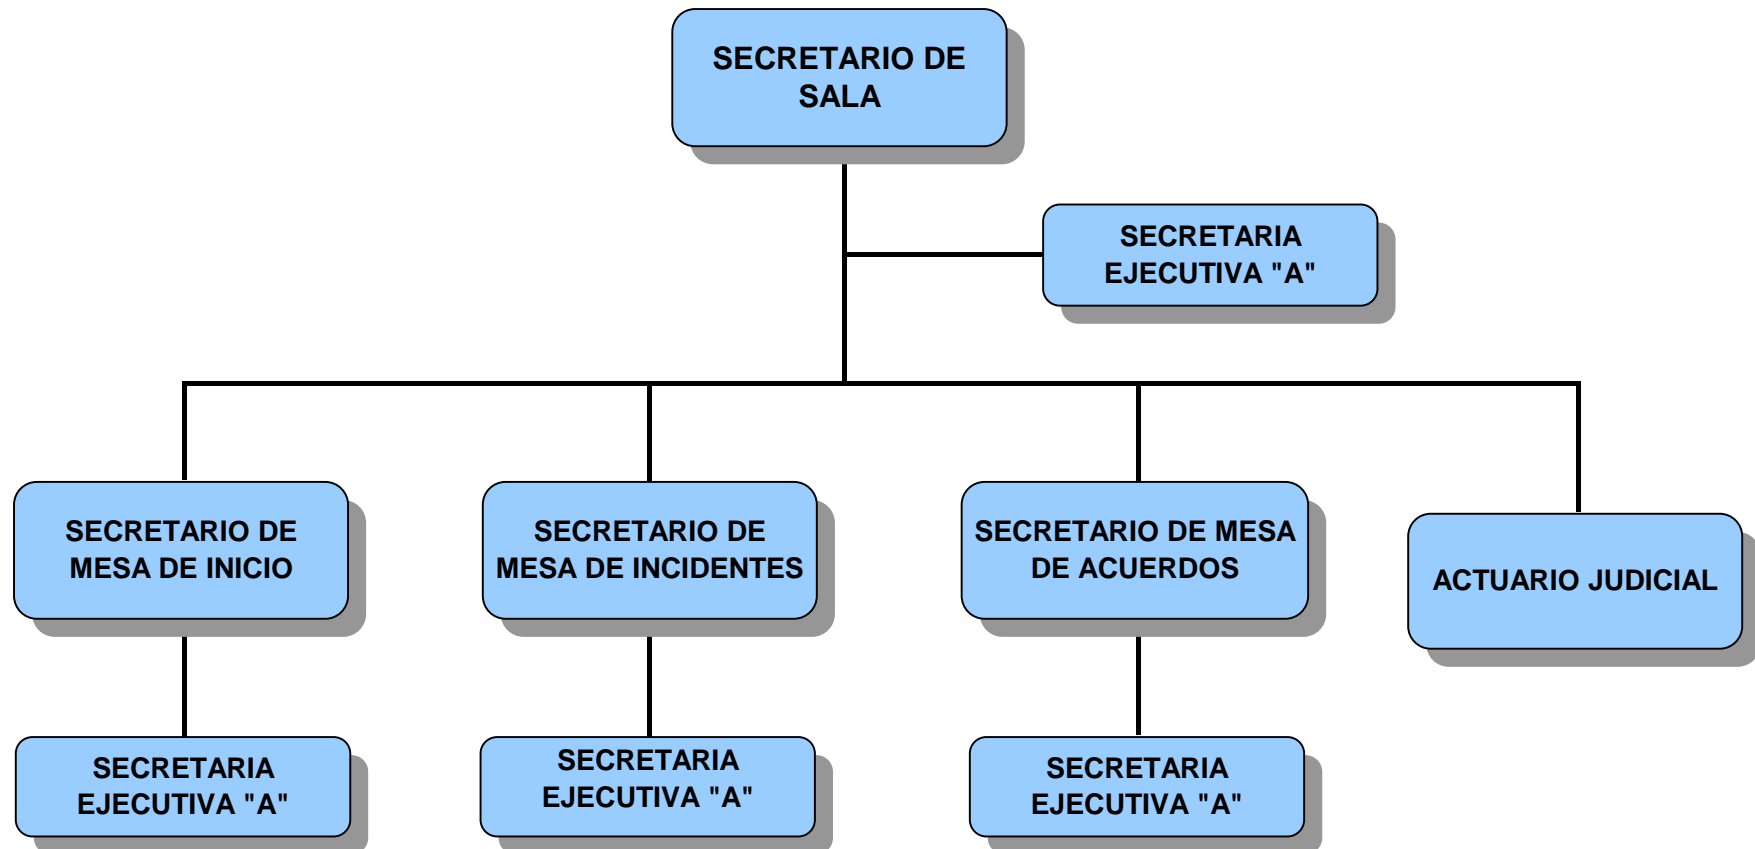 SECRETARIO DE
SALA
SECRETARIA
EJECUTIVA "A"
SECRETARIO DE
MESA DE INICIO
SECRETARIO DE
MESA DE INCIDENTES
SECRETARIO DE MESA
DE ACUERDOS
ACTUARIO JUDICIAL
SECRETARIA
EJECUTIVA "A"
SECRETARIA
EJECUTIVA "A"
SECRETARIA
EJECUTIVA "A"